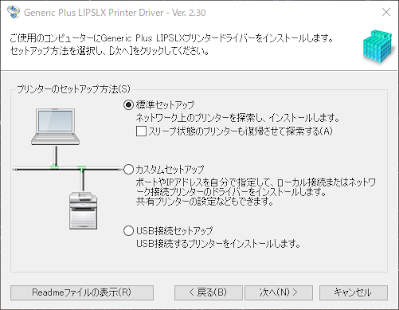 Generic Plus LIPSLX Printer Driver - Ver. 2.30
ご使用のコンピューターにGeneric Plus LIPSLXプリンタードライバーをインストールします。
セットアップ方法を選択し、[次へ]をクリックしてください。
プリンターのセットアップ方法(S)
標準セットアップ
ネットワーク上のプリンターを探索し、インストールします。
スリープ状態のプリンターも復帰させて探索する(A)
カスタムセットアップ
ポートやIPアドレスを自分で指定して、ローカル接続またはネットワ
ーク接続プリンターのドライバーをインストールします。
共有プリンターの設定などもできます。
USB接続セットアップ
USB接続するプリンターをインストールします。
Readmeファイルの表示(R)
< 戻る(B)
次へ(N) >
キャンセル